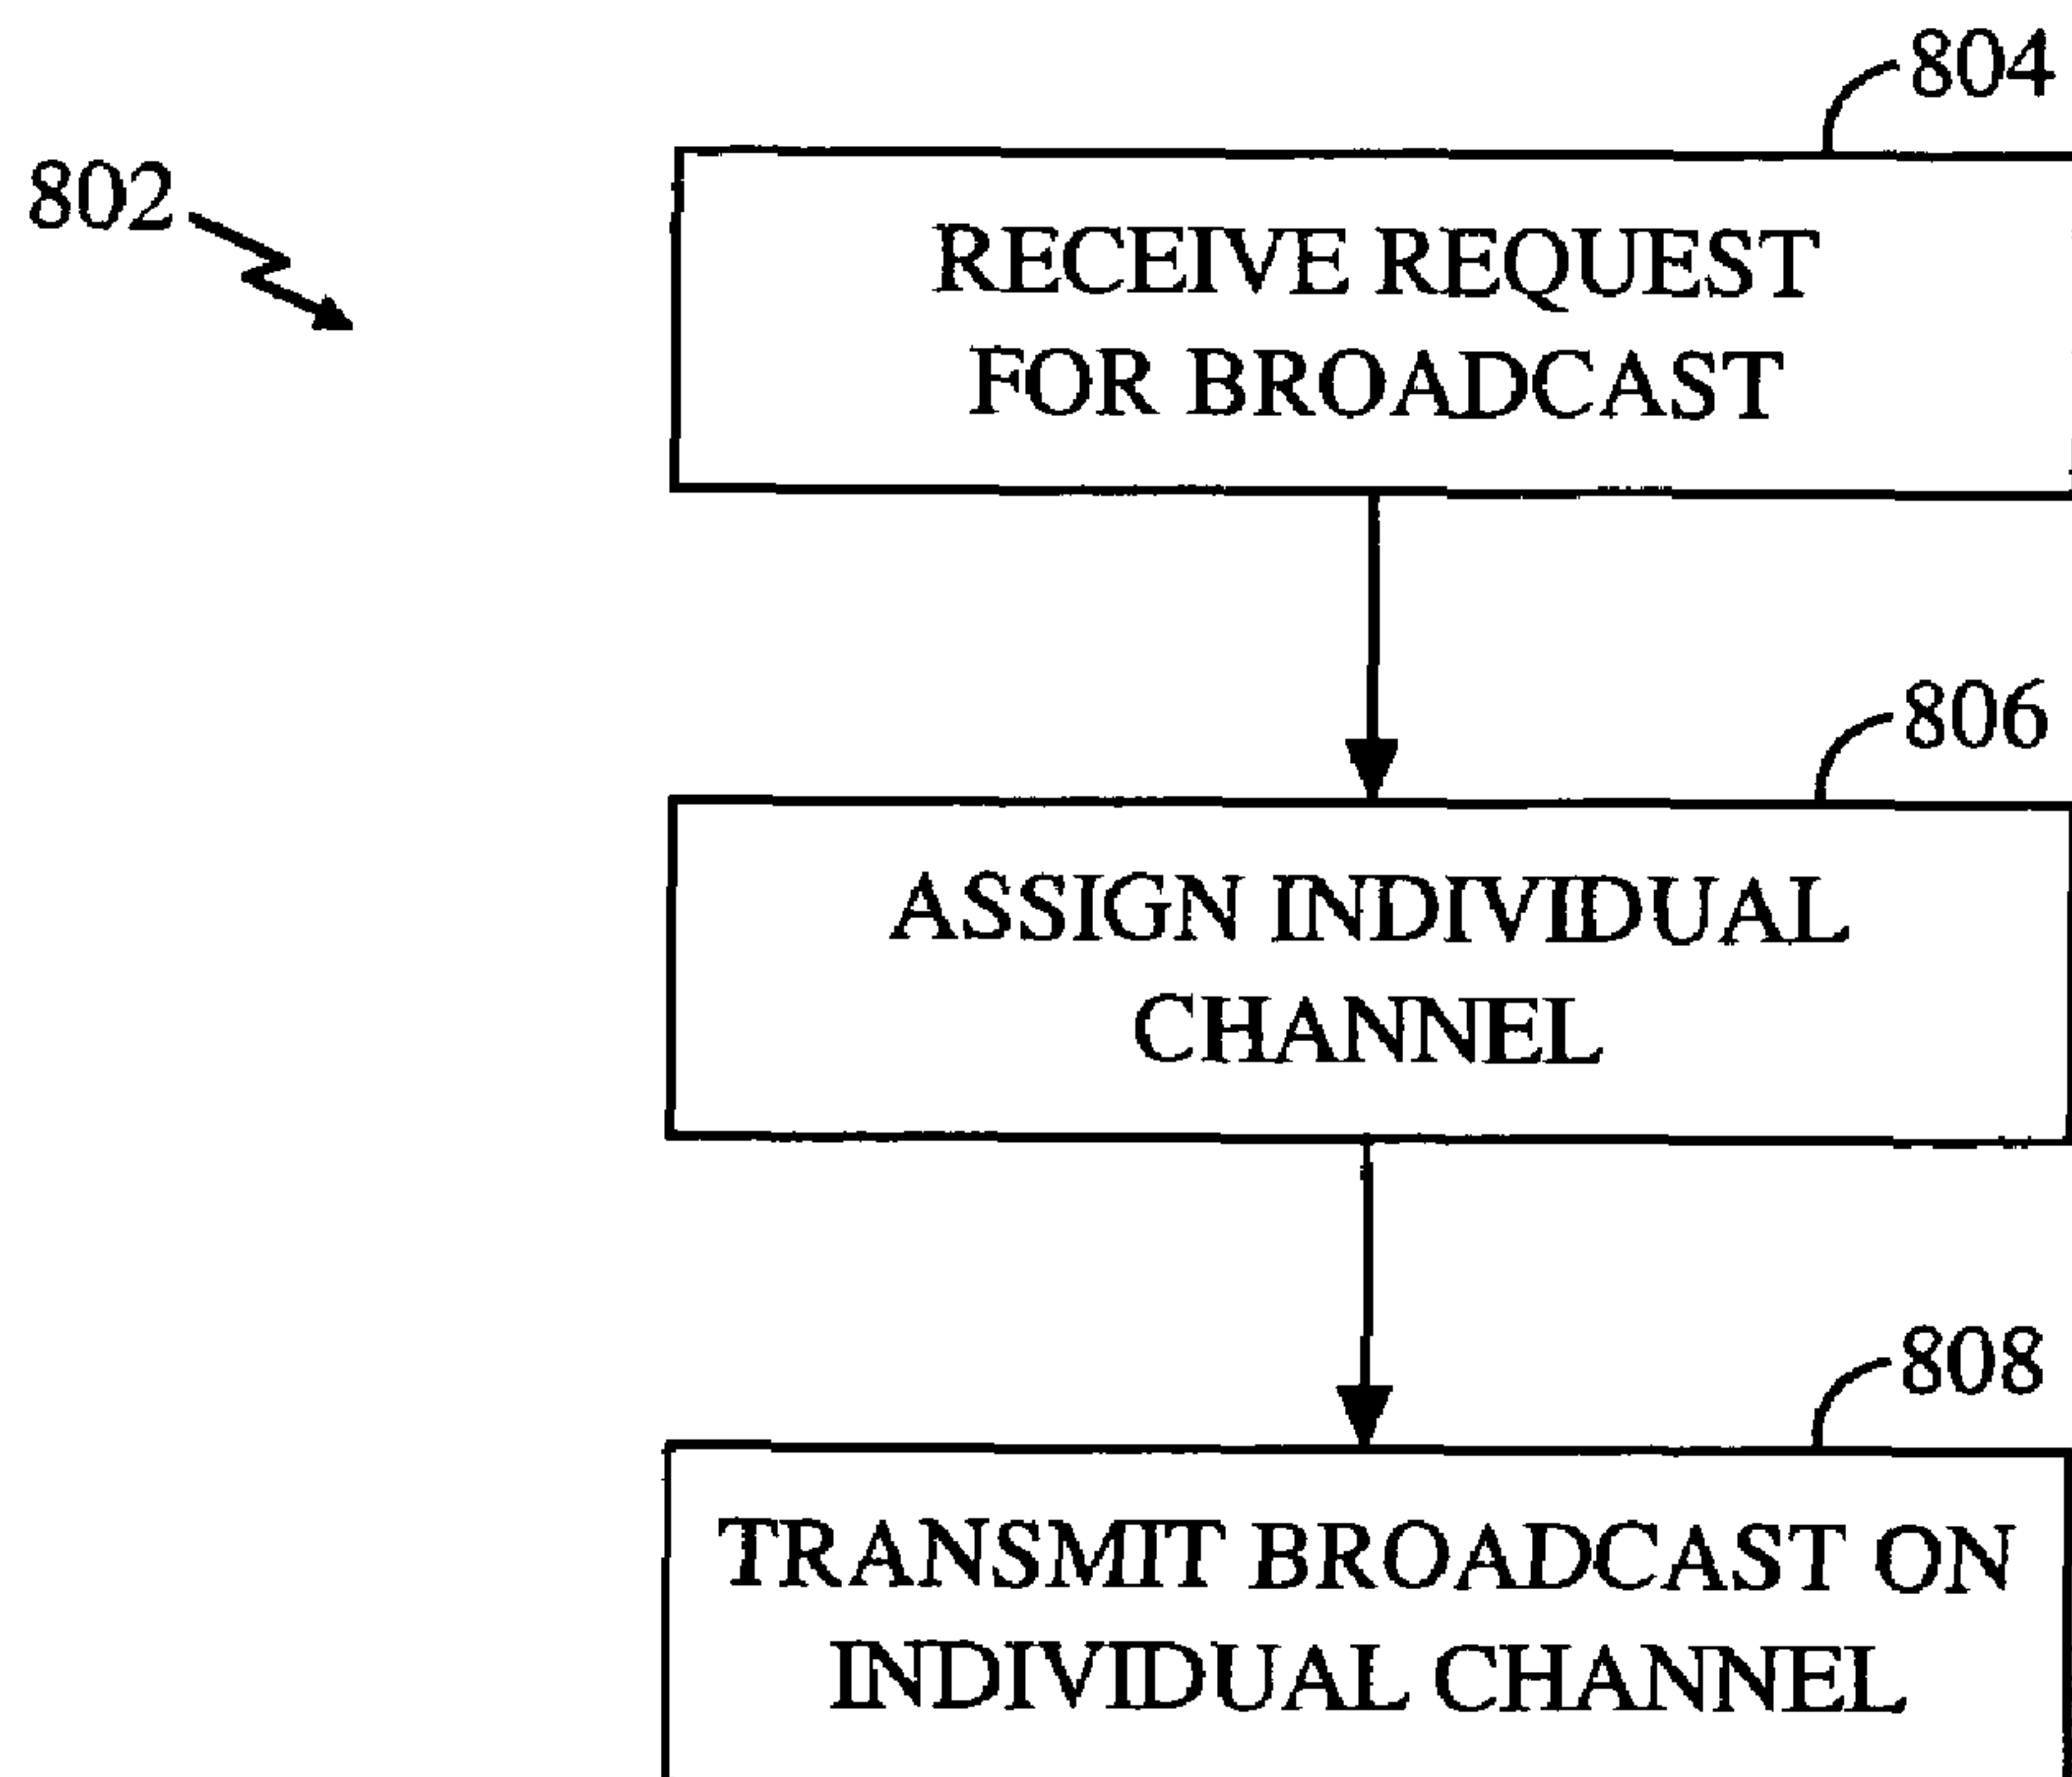 804
802
RECEIVE REQUEST
FOR BROADCAST
806
ASSIGN INDIVIDUAL
CHANNEL
808
TRANSMIT BROADCAST ON
INDIVIDUAL CHANNEL